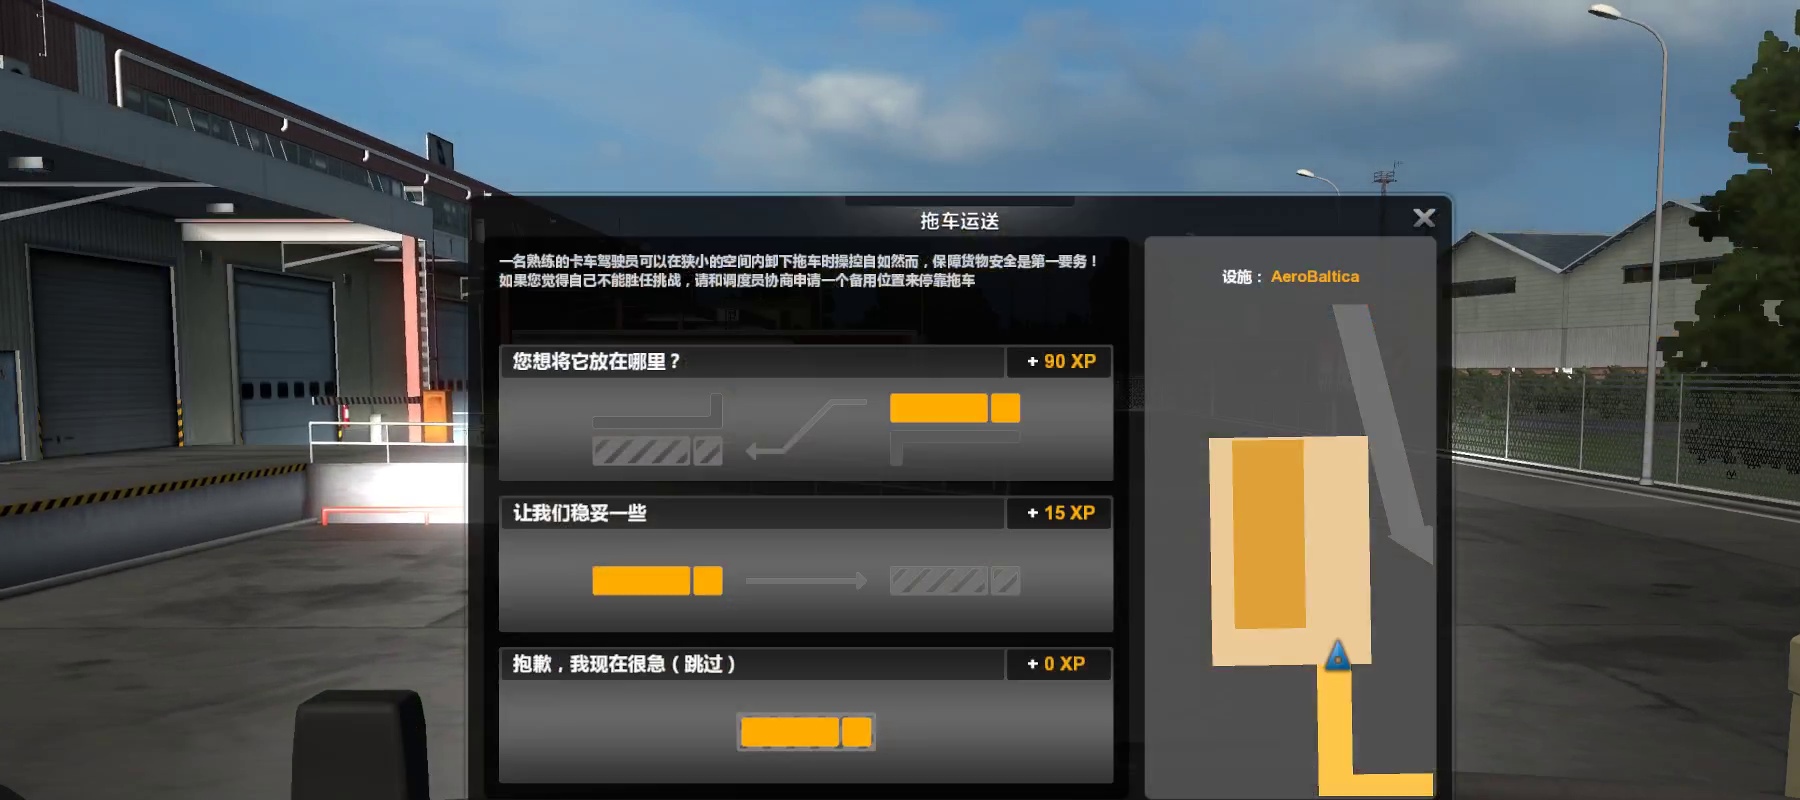 拖车运送
一名熟练的卡车驾驶员可以在狭小的空间内卸下拖车时操控自如然而，保障货物安全是第一要务！
如果您觉得自己不能胜任挑战，请和调度员协商申请一个备用位置来停靠拖车
设施： AeroBaltica
您想将它放在哪里？ + 90 XP
让我们稳妥一些 + 15 XP
抱歉，我现在很急（跳过） + 0 XP